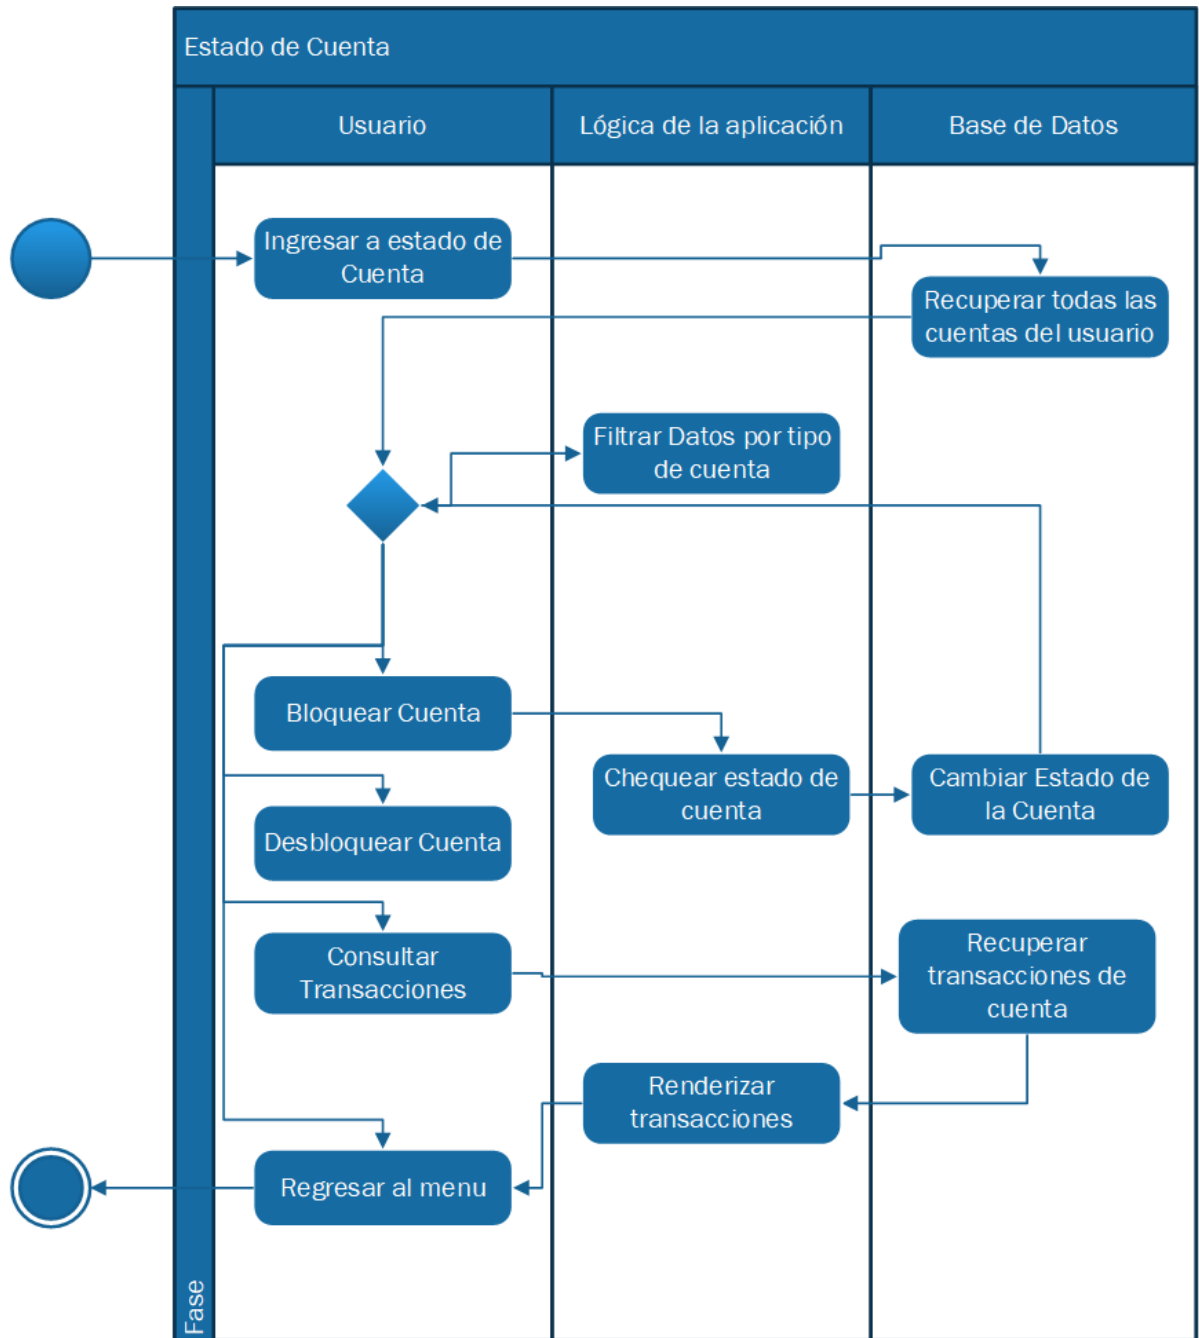 Estado de Cuenta
Usuario
Lógica de la aplicación
Base de Datos
Ingresar a estado de
Cuenta
Recuperar todas las
cuentas del usuario
Filtrar Datos por tipo
de cuenta
Bloquear Cuenta
Chequear estado de
cuenta
Cambiar Estado de
la Cuenta
Desbloquear Cuenta
Consultar
Transacciones
Recuperar
transacciones de
cuenta
Renderizar
transacciones
Regresar al menu
Fase